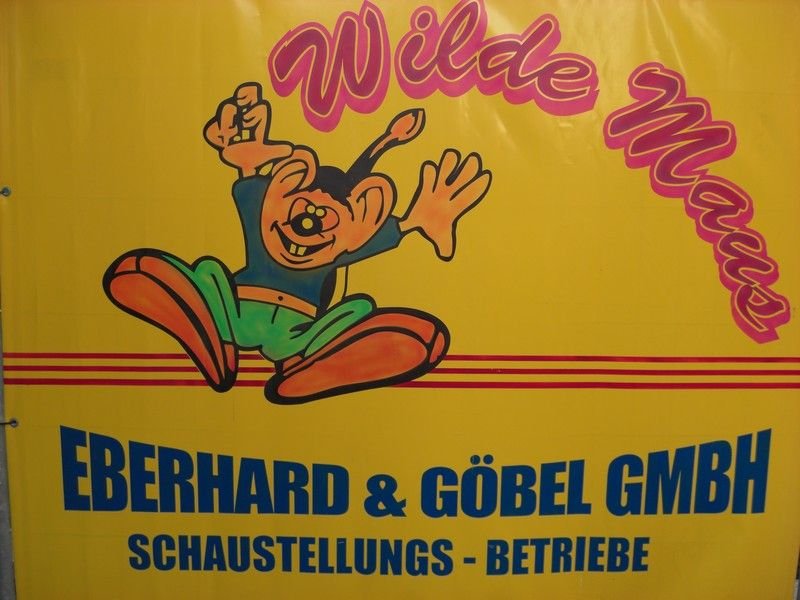 Wilde Maus
EBERHARD & GÖBEL GMBH
SCHAUSTELLUNGS - BETRIEBE